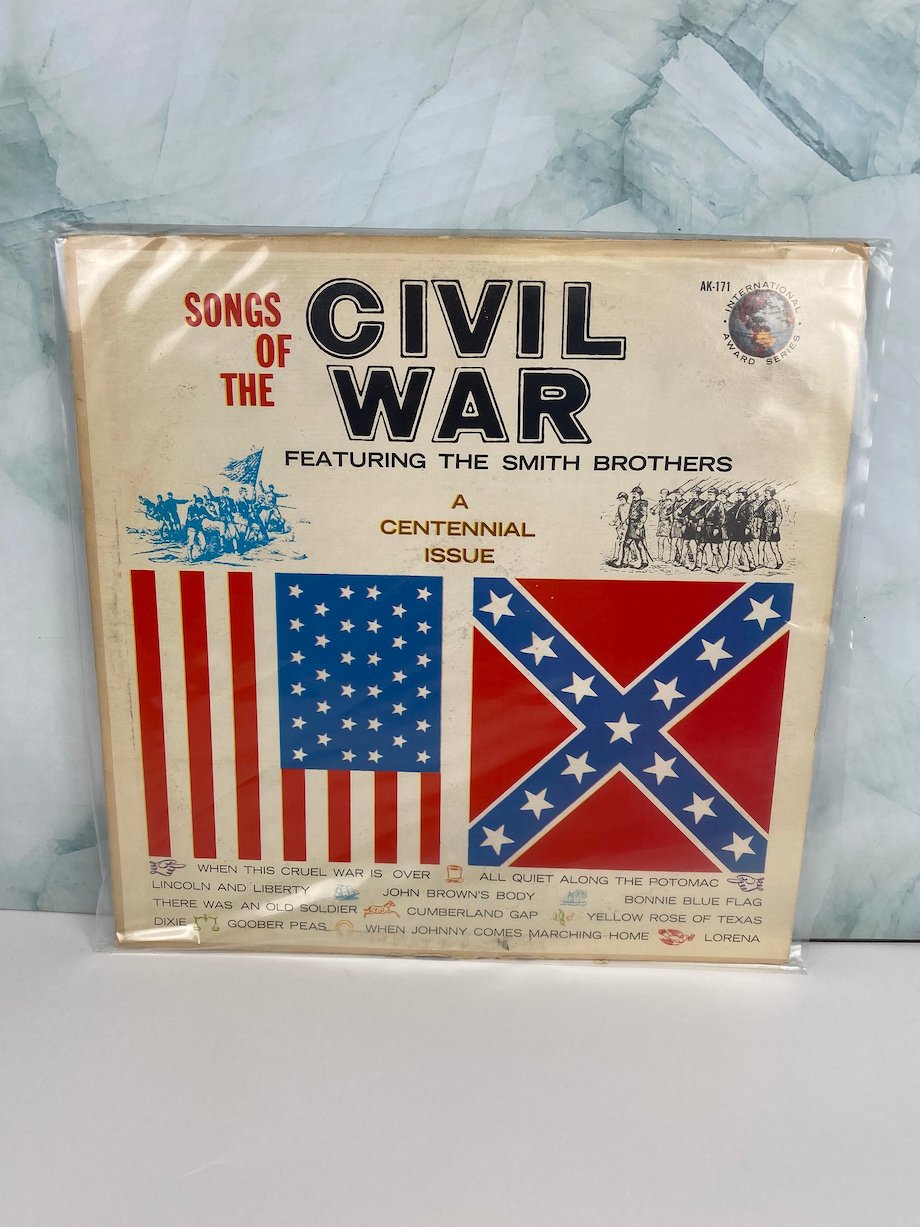 SONGS
OF
THE
CIVIL
WAR
AK-171
INTERNATIONAL
AWARD SERIES
FEATURING THE SMITH BROTHERS
A
CENTENNIAL
ISSUE
WHEN THIS CRUEL WAR IS OVER ALL QUIET ALONG THE POTOMAC
LINCOLN AND LIBERTY JOHN BROWN'S BODY BONNIE BLUE FLAG
THERE WAS AN OLD SOLDIER CUMBERLAND GAP YELLOW ROSE OF TEXAS
DIXIE GOOBER PEAS WHEN JOHNNY COMES MARCHING HOME LORENA